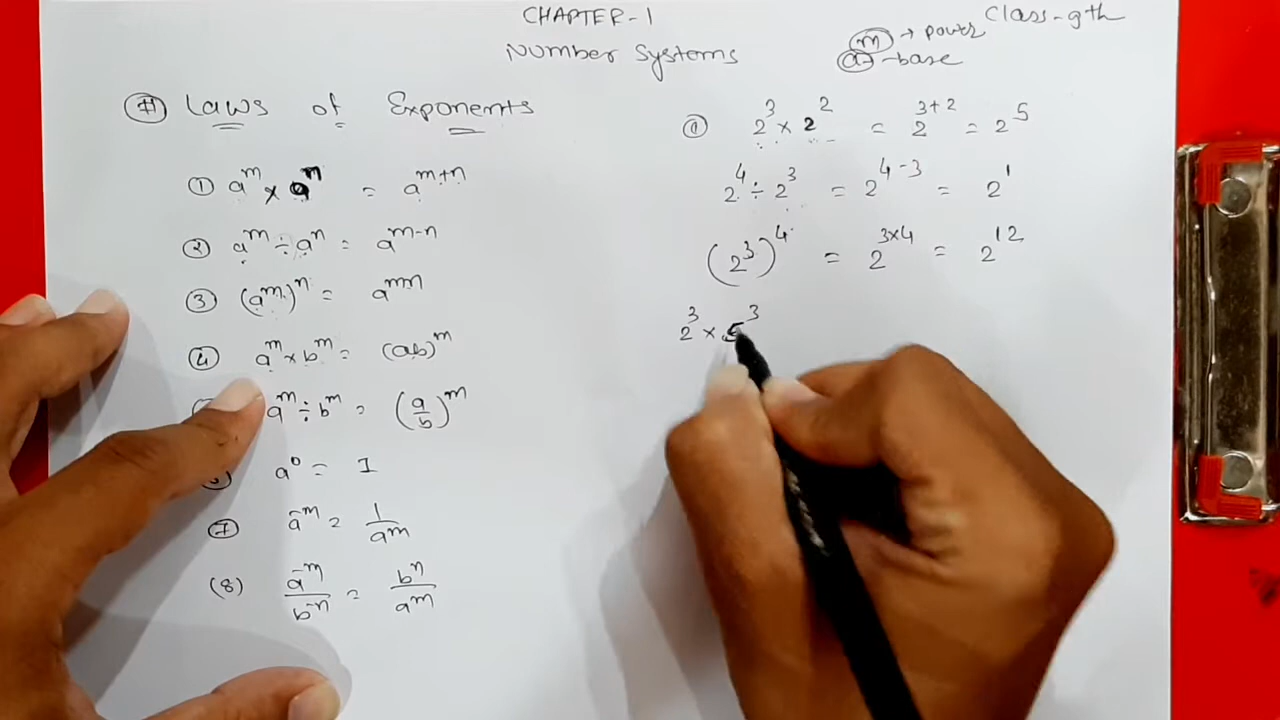 CHAPTER-1
Class-9th
Number Systems
m → power
a → base
# Laws of Exponents
① a^m × a^n = a^{m+n}
② a^m ÷ a^n = a^{m-n}
③ (a^m)^n = a^{mn}
④ a^m × b^m = (ab)^m
a^m ÷ b^m = (a/b)^m
a^0 = 1
⑦ a^{-m} = 1/a^m
(8) a^{-m}/b^{-n} = b^n/a^m
① 2^3 × 2^2 = 2^{3+2} = 2^5
2^4 ÷ 2^3 = 2^{4-3} = 2^1
(2^3)^4 = 2^{3×4} = 2^{12}
2^3 × 5^3